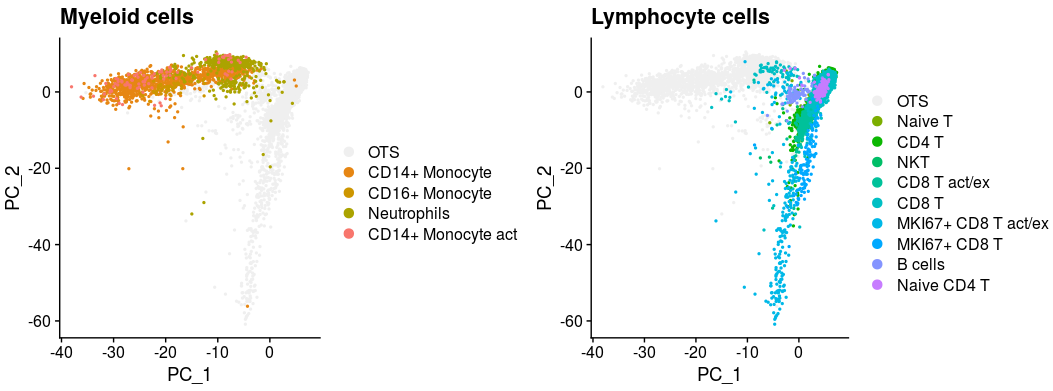 Myeloid cells
PC_2
0
-20
-40
-60
-40
-30
-20
-10
0
PC_1
OTS
CD14+ Monocyte
CD16+ Monocyte
Neutrophils
CD14+ Monocyte act
Lymphocyte cells
PC_2
0
-20
-40
-60
-40
-30
-20
-10
0
PC_1
OTS
Naive T
CD4 T
NKT
CD8 T act/ex
CD8 T
MKI67+ CD8 T act/ex
MKI67+ CD8 T
B cells
Naive CD4 T